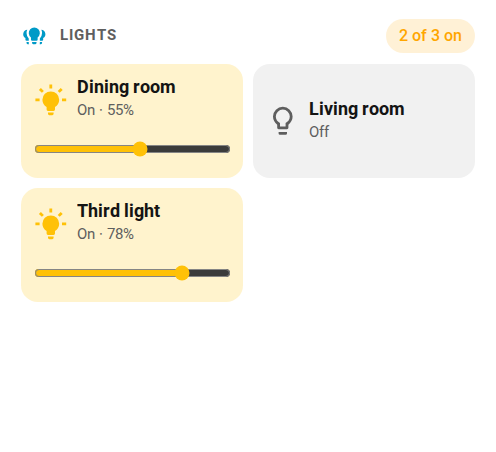 LIGHTS
2 of 3 on
Dining room
On · 55%
Living room
Off
Third light
On · 78%